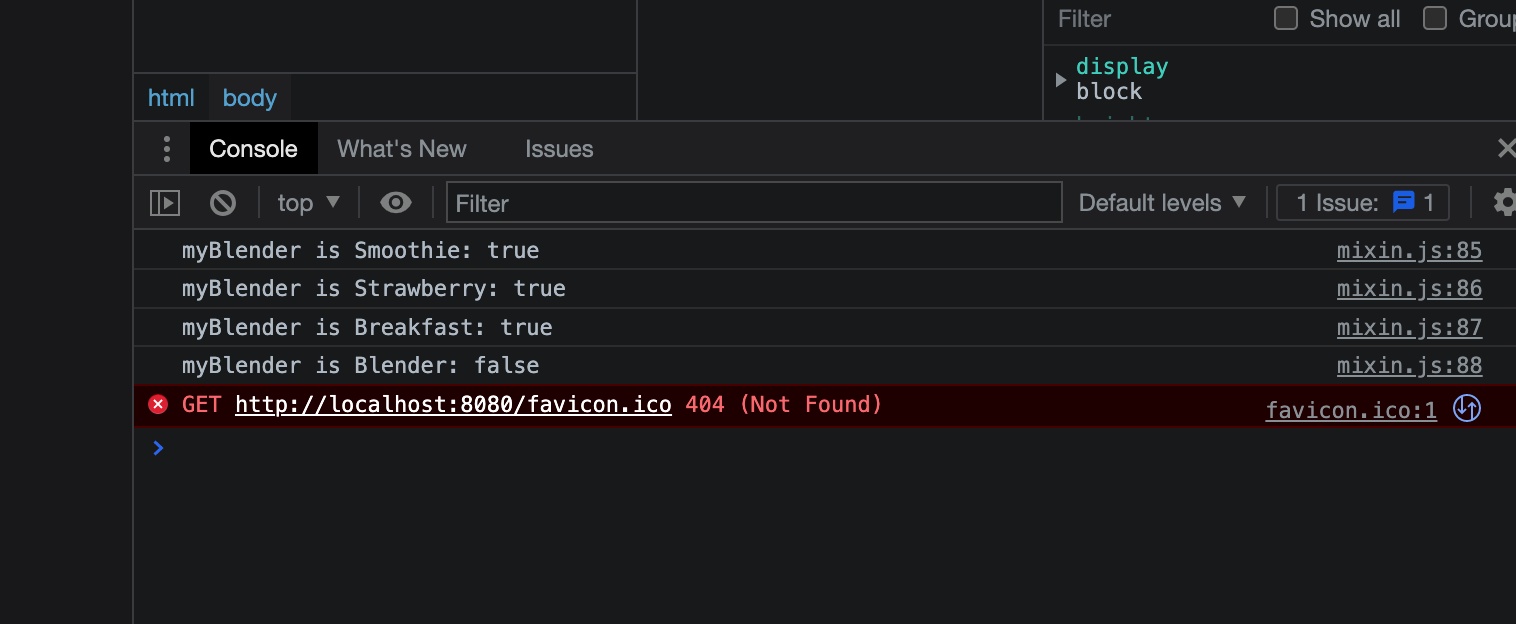 Filter Show all Group
display
block
html body
Console What's New Issues
top Filter Default levels 1 Issue: 1
myBlender is Smoothie: true mixin.js:85
myBlender is Strawberry: true mixin.js:86
myBlender is Breakfast: true mixin.js:87
myBlender is Blender: false mixin.js:88
GET http://localhost:8080/favicon.ico 404 (Not Found) favicon.ico:1